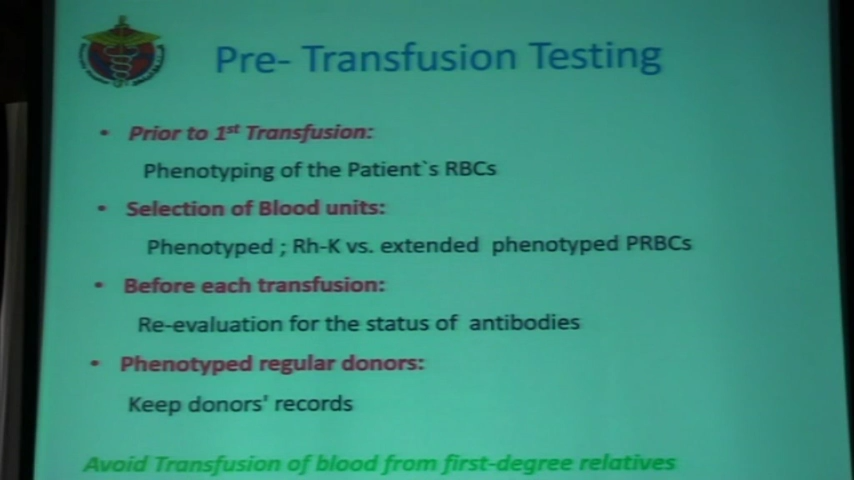 Pre- Transfusion Testing
• Prior to 1st Transfusion:
Phenotyping of the Patient`s RBCs
• Selection of Blood units:
Phenotyped ; Rh-K vs. extended phenotyped PRBCs
• Before each transfusion:
Re-evaluation for the status of antibodies
• Phenotyped regular donors:
Keep donors' records
Avoid Transfusion of blood from first-degree relatives